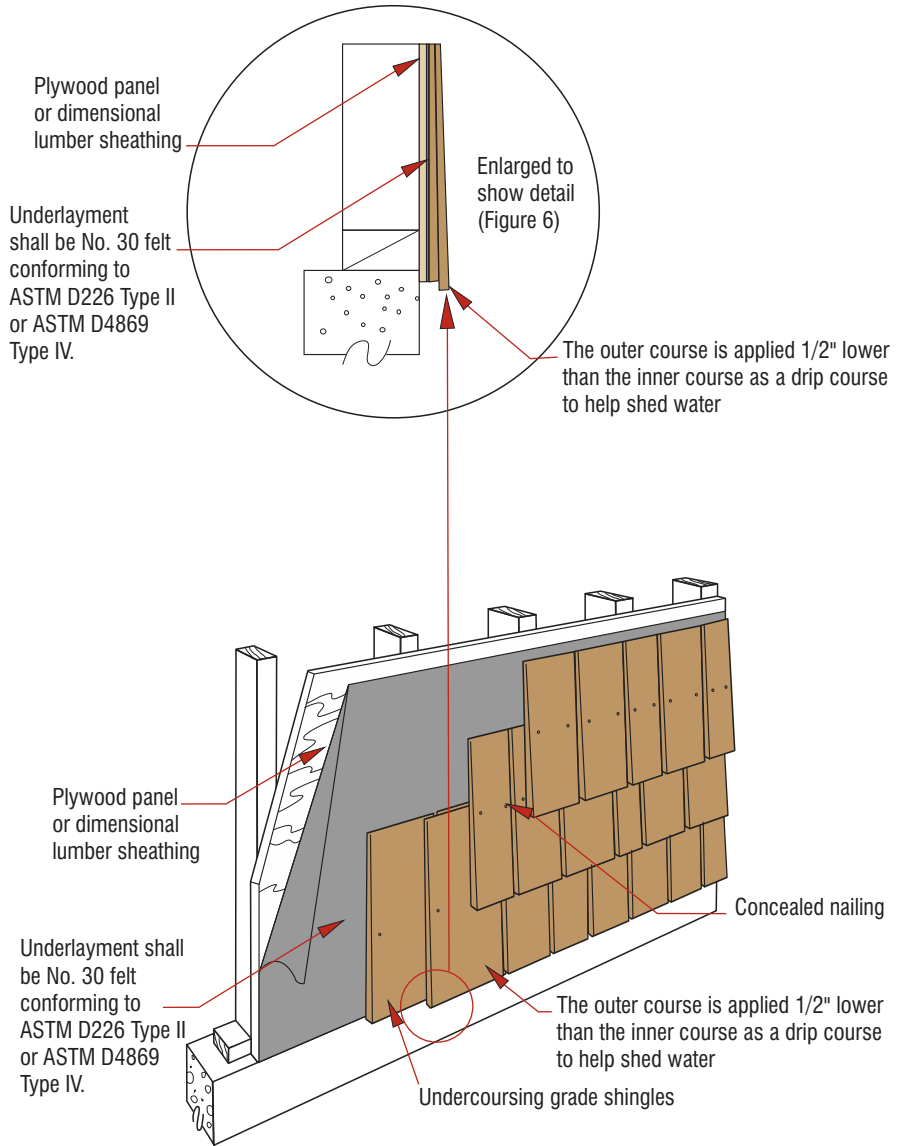 Plywood panel
or dimensional
lumber sheathing
Underlayment
shall be No. 30 felt
conforming to
ASTM D226 Type II
or ASTM D4869
Type IV.
Enlarged to
show detail
(Figure 6)
The outer course is applied 1/2" lower
than the inner course as a drip course
to help shed water
Plywood panel
or dimensional
lumber sheathing
Underlayment shall
be No. 30 felt
conforming to
ASTM D226 Type II
or ASTM D4869
Type IV.
Concealed nailing
The outer course is applied 1/2" lower
than the inner course as a drip course
to help shed water
Undercoursing grade shingles